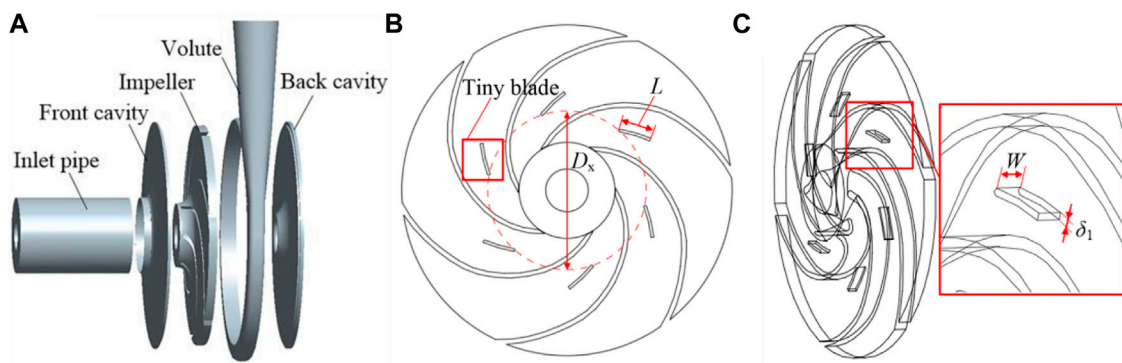 A
Volute
Impeller
Back cavity
Front cavity
Inlet pipe
B
Tiny blade
L
Dx
C
W
δ1